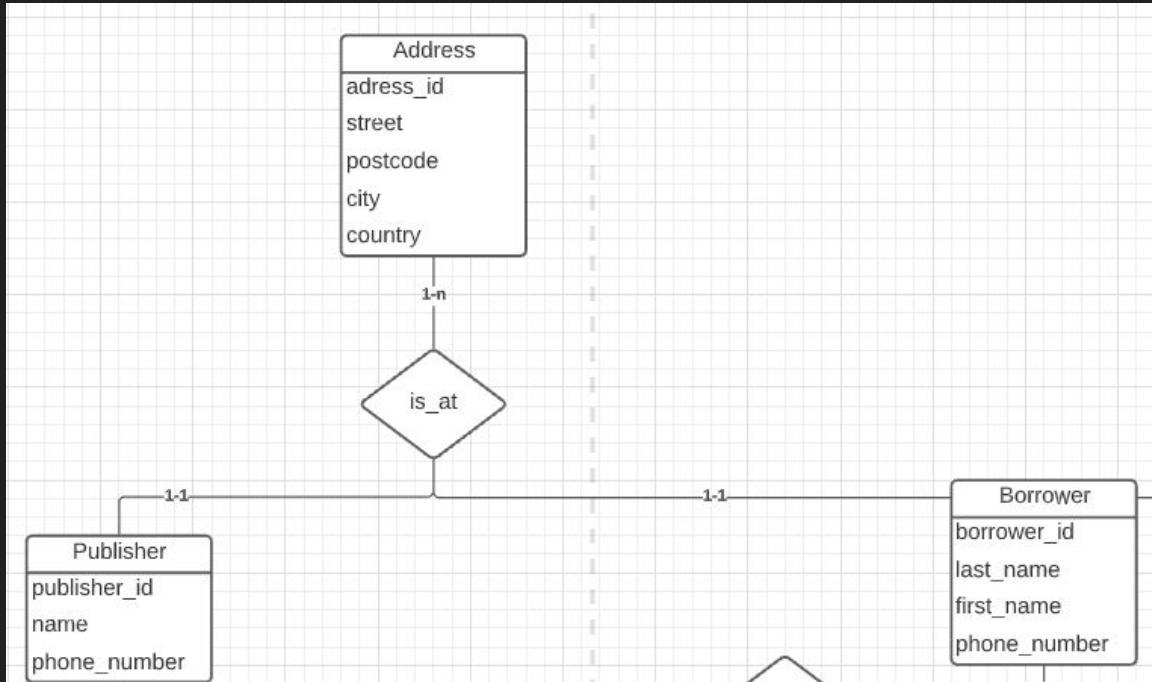 Address
adress_id
street
postcode
city
country
1-n
is_at
1-1
1-1
Publisher
publisher_id
name
phone_number
Borrower
borrower_id
last_name
first_name
phone_number